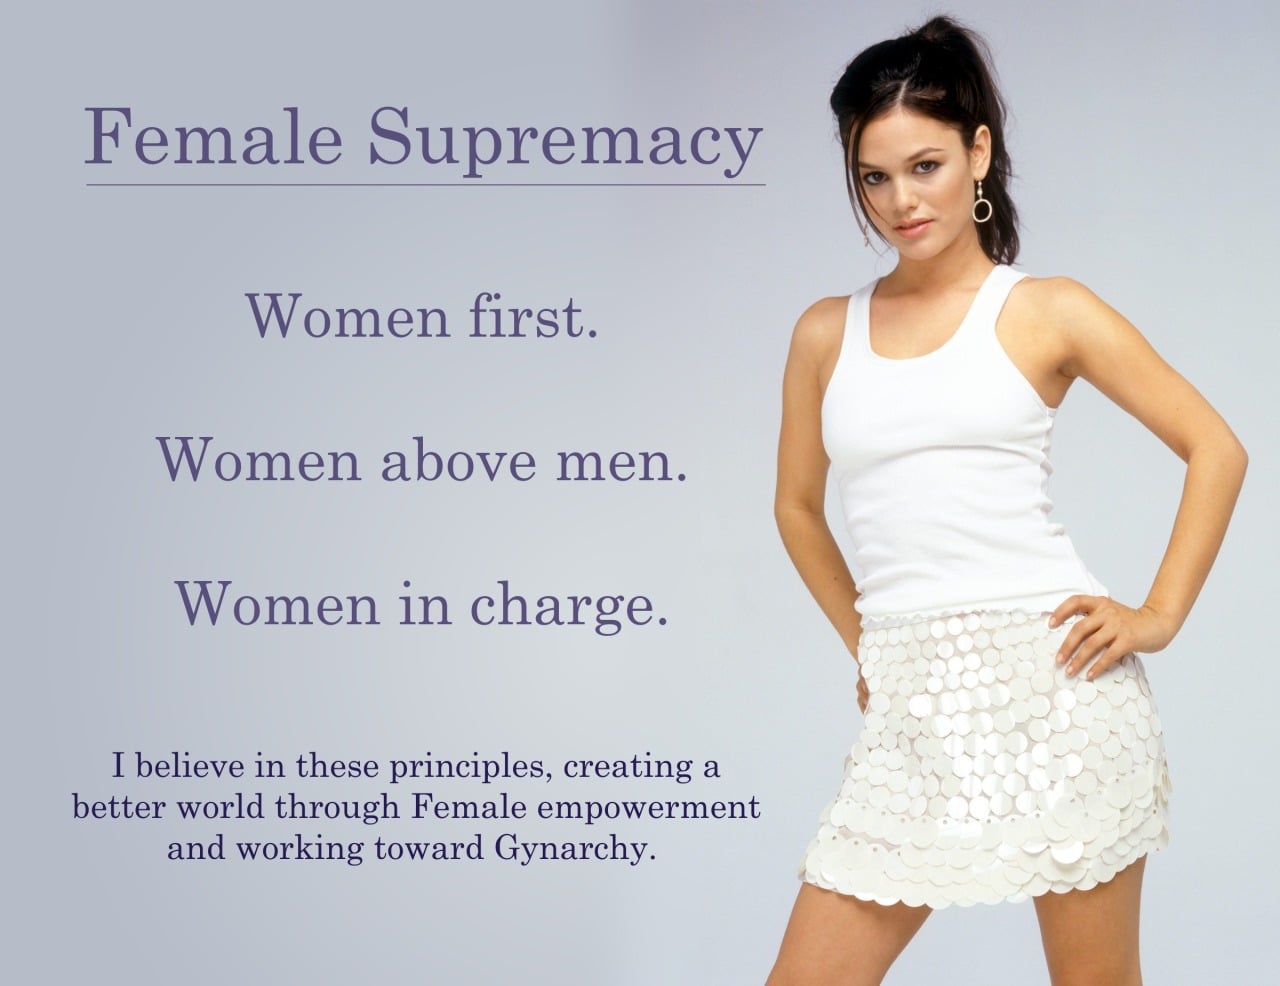 Female Supremacy
Women first.
Women above men.
Women in charge.
I believe in these principles, creating a
better world through Female empowerment
and working toward Gynarchy.